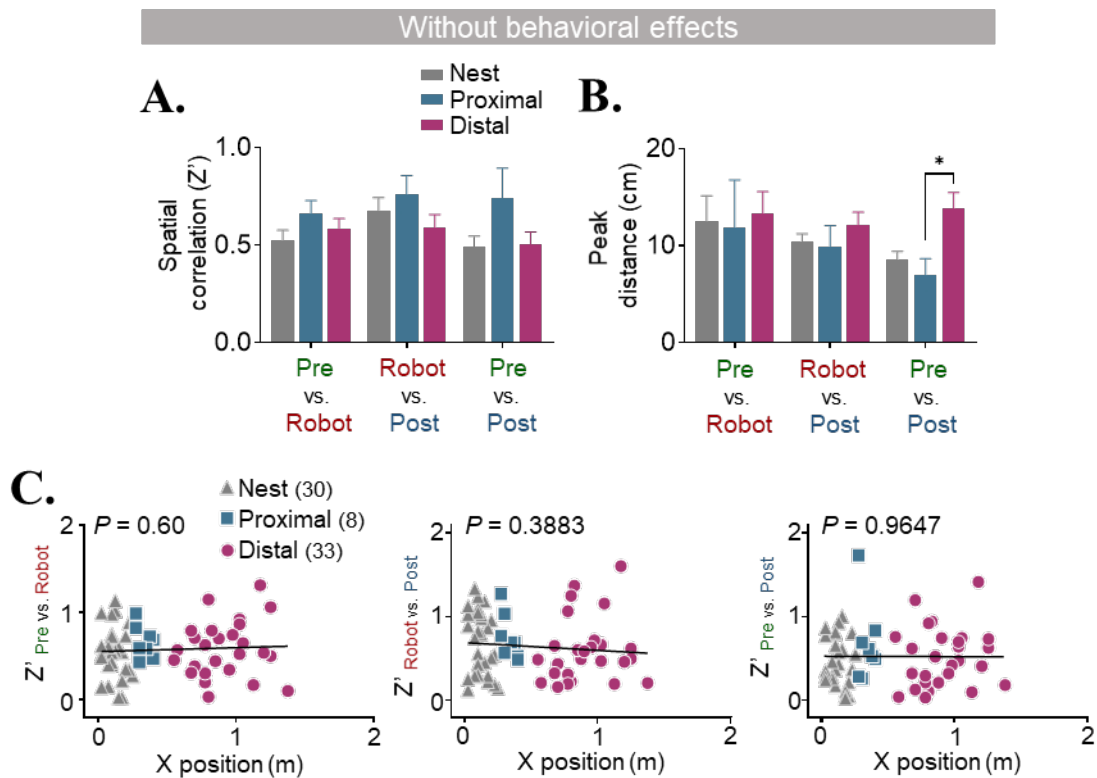 Without behavioral effects
A.
Nest
Proximal
Distal
B.
Spatial
correlation (Z')
1.0
0.5
0.0
Pre
vs.
Robot
Robot
vs.
Post
Pre
vs.
Post
Peak
distance (cm)
20
10
0
*
Pre
vs.
Robot
Robot
vs.
Post
Pre
vs.
Post
C.
Nest (30)
Proximal (8)
Distal (33)
P = 0.60
Z' Pre vs. Robot
2
1
0
0 1 2
X position (m)
P = 0.3883
Z' Robot vs. Post
2
1
0
0 1 2
X position (m)
P = 0.9647
Z' Pre vs. Post
2
1
0
0 1 2
X position (m)